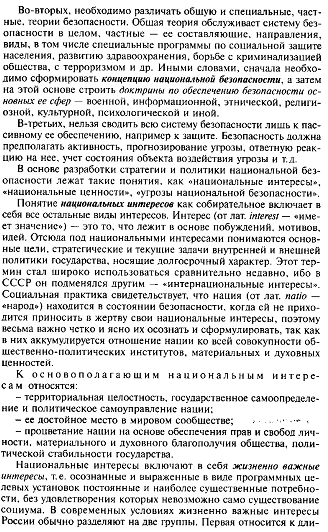 Во-вторых, необходимо различать общую и специальные, част-
ные, теории безопасности. Общая теория обслуживает систему безо-
пасности в целом, частные — ее составляющие, направления,
виды, в том числе специальные программы по социальной защите
населения, развитию здравоохранения, борьбе с криминализацией
общества, с терроризмом и др. Иными словами, сначала необхо-
димо сформировать концепцию национальной безопасности, а затем
на этой основе строить доктрины по обеспечению безопасности ос-
новных ее сфер — военной, информационной, этнической, религи-
озной, культурной, психологической и иной.
В-третьих, нельзя сводить всю систему безопасности лишь к пас-
сивному ее обеспечению, например к защите. Безопасность должна
предполагать активность, прогнозирование угрозы, ответную реак-
цию на нее, учет состояния объекта воздействия угрозы и т.д.
В основе разработки стратегии и политики национальной без-
опасности лежат такие понятия, как «национальные интересы»,
«национальные ценности», «угрозы национальной безопасности».
Понятие национальных интересов как собирательное включает в
себя все остальные виды интересов. Интерес (от лат. interest — «име-
ет значение») — это то, что лежит в основе побуждений, мотивов,
идей. Отсюда под национальными интересами понимаются основ-
ные цели, стратегические и текущие задачи внутренней и внешней
политики государства, носящие долгосрочный характер. Этот тер-
мин стал широко использоваться сравнительно недавно, ибо в
СССР он подменялся другим — «интернациональные интересы».
Социальная практика свидетельствует, что нация (от лат. natio —
«народ») находится в состоянии безопасности, когда ей не прихо-
дится приносить в жертву свои национальные интересы, поэтому
весьма важно четко и ясно их осознать и сформулировать, так как
в них аккумулируется отношение нации ко всей совокупности об-
щественно-политических институтов, материальных и духовных
ценностей.
К основополагающим национальным интере-
сам относятся:
– территориальная целостность, государственное самоопределе-
ние и политическое самоуправление нации;
– ее достойное место в мировом сообществе;
– процветание нации на основе обеспечения прав и свобод лич-
ности, материального и духовного благополучия общества, поли-
тической стабильности государства.
Национальные интересы включают в себя жизненно важные
интересы, т.е. осознанные и выраженные в виде программных це-
левых установок постоянные и наиболее существенные потребно-
сти, без удовлетворения которых невозможно само существование
социума. В современных условиях жизненно важные интересы
России обычно разделяют на две группы. Первая относится к дли-